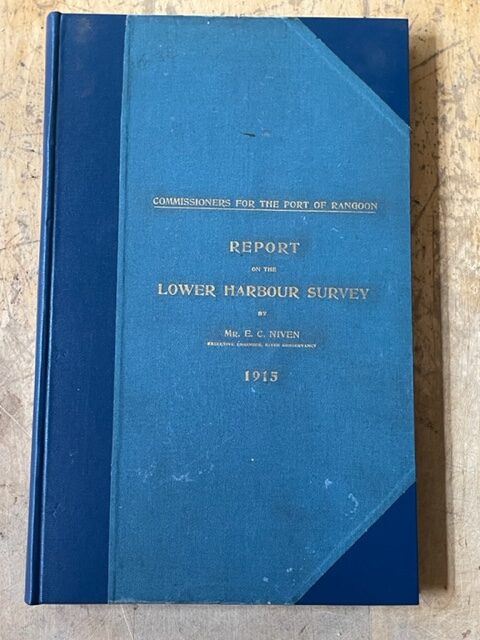 COMMISSIONERS FOR THE PORT OF RANGOON
REPORT
ON THE
LOWER HARBOUR SURVEY
BY
MR. E. C. NIVEN
EXECUTIVE ENGINEER, RIVER CONSERVANCY
1915